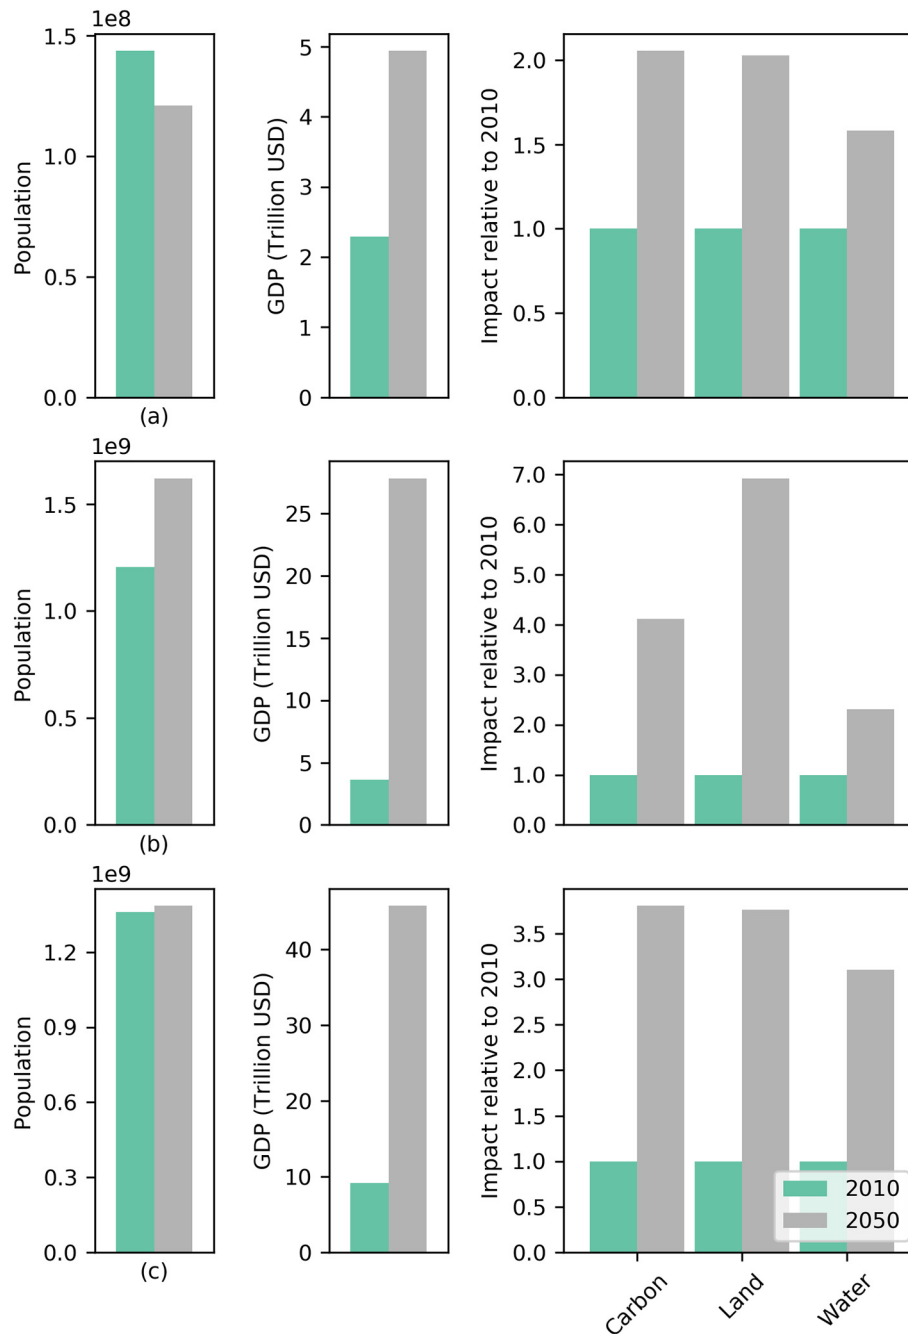 1e8
Population
1.5
1.0
0.5
0.0
GDP (Trillion USD)
5
4
3
2
1
0
Impact relative to 2010
2.0
1.5
1.0
0.5
0.0
(a)
1e9
Population
1.5
1.0
0.5
0.0
GDP (Trillion USD)
25
20
15
10
5
0
Impact relative to 2010
7.0
6.0
5.0
4.0
3.0
2.0
1.0
0.0
(b)
1e9
Population
1.2
0.9
0.6
0.3
0.0
GDP (Trillion USD)
40
30
20
10
0
Impact relative to 2010
3.5
3.0
2.5
2.0
1.5
1.0
0.5
0.0
2010
2050
(c)
Carbon
Land
Water